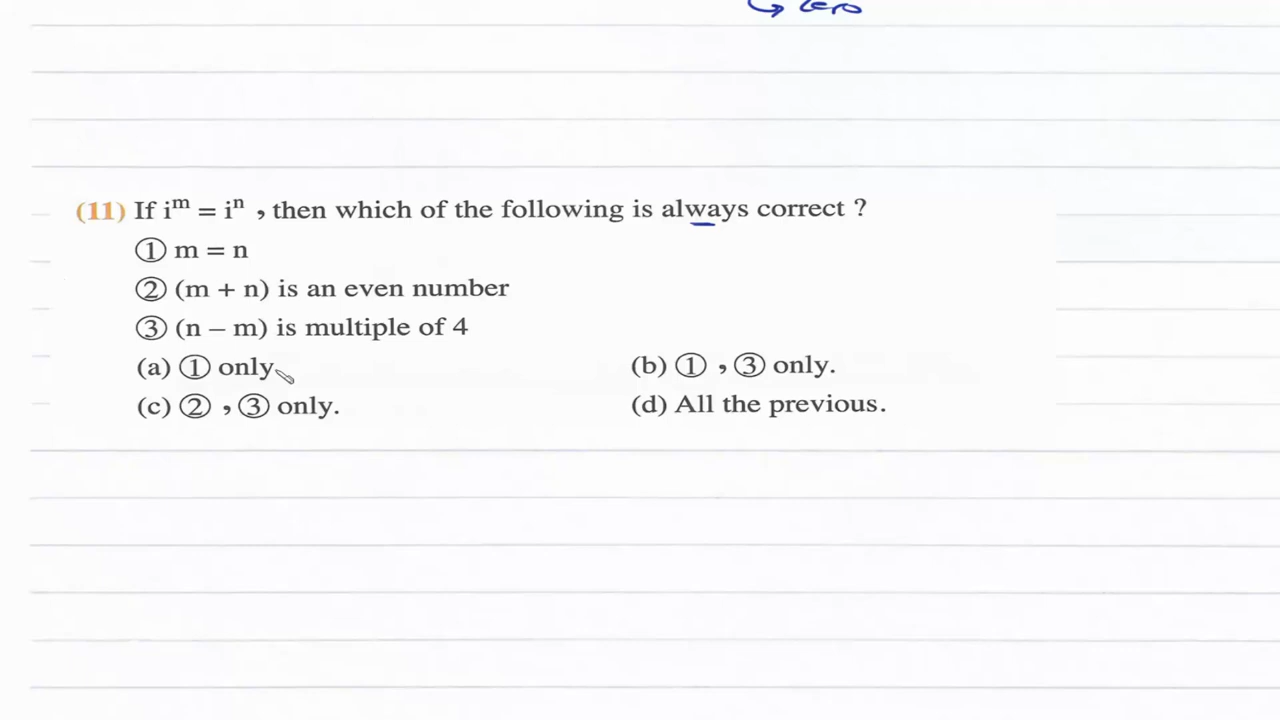 ↳ zero
(11) If i^m = i^n , then which of the following is always correct ?
① m = n
② (m + n) is an even number
③ (n – m) is multiple of 4
(a) ① only. (b) ① , ③ only.
(c) ② , ③ only. (d) All the previous.